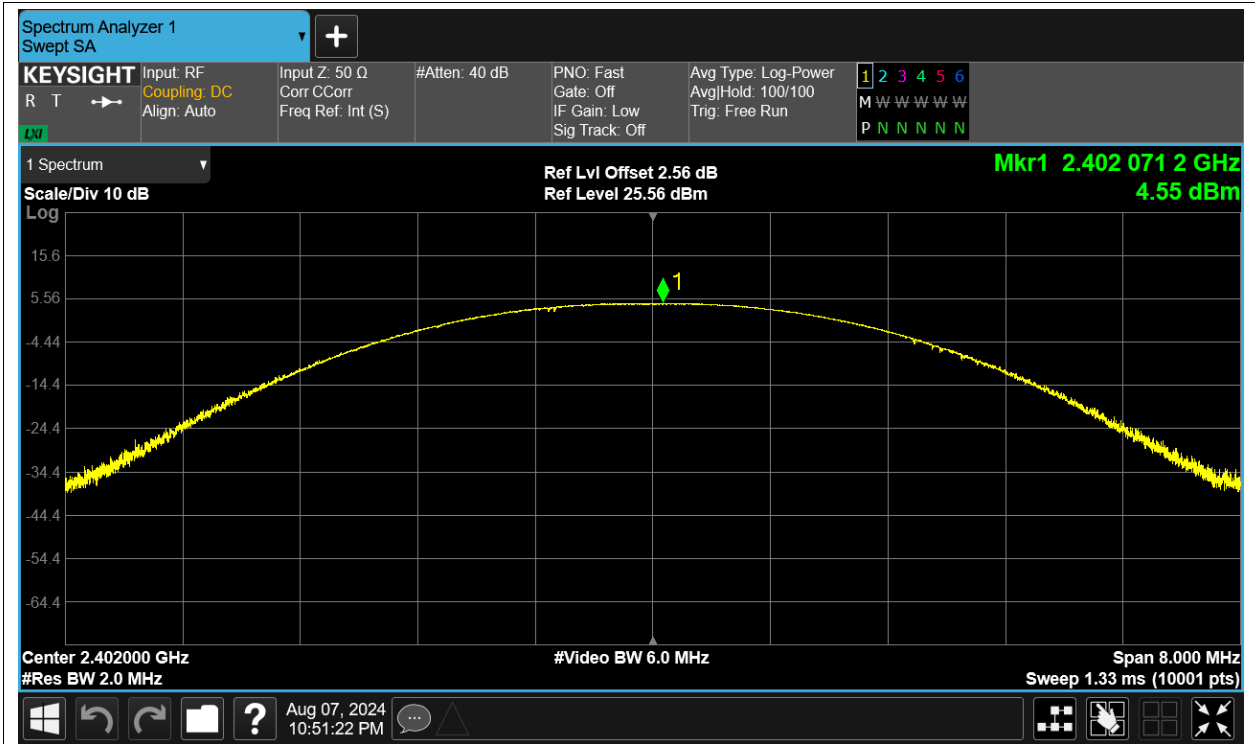 Spectrum Analyzer 1
Swept SA
+
KEYSIGHT
R T
LXI
Input: RF
Coupling: DC
Align: Auto
Input Z: 50 Ω
Corr CCorr
Freq Ref: Int (S)
#Atten: 40 dB
PNO: Fast
Gate: Off
IF Gain: Low
Sig Track: Off
Avg Type: Log-Power
Avg|Hold: 100/100
Trig: Free Run
1 2 3 4 5 6
M W W W W W
P N N N N N
1 Spectrum
Scale/Div 10 dB
Log
Ref Lvl Offset 2.56 dB
Ref Level 25.56 dBm
Mkr1 2.402 071 2 GHz
4.55 dBm
1
15.6
5.56
-4.44
-14.4
-24.4
-34.4
-44.4
-54.4
-64.4
Center 2.402000 GHz
#Res BW 2.0 MHz
#Video BW 6.0 MHz
Span 8.000 MHz
Sweep 1.33 ms (10001 pts)
?
Aug 07, 2024
10:51:22 PM